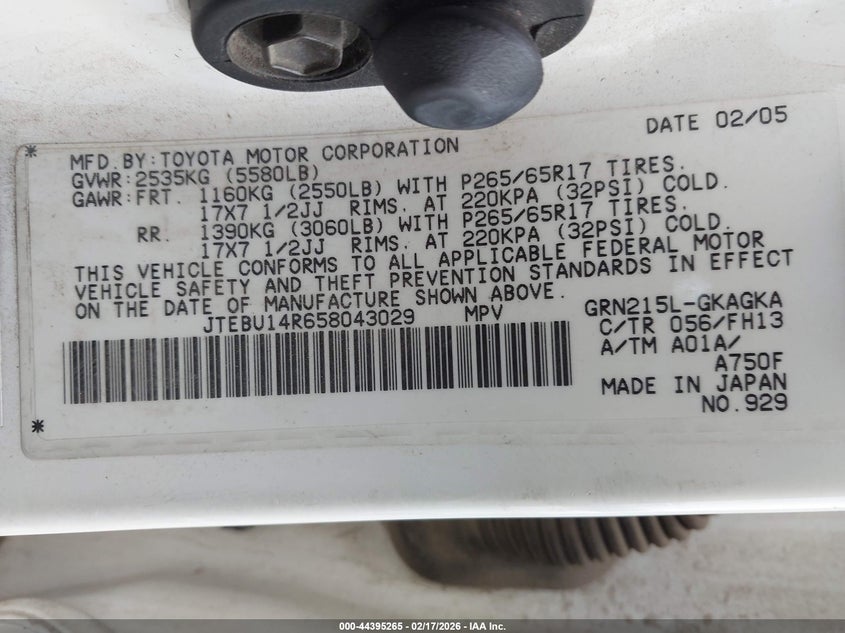 DATE 02/05
MFD. BY: TOYOTA MOTOR CORPORATION
GVWR: 2535KG (5580LB)
GAWR: FRT. 1160KG (2550LB) WITH P265/65R17 TIRES.
17X7 1/2JJ RIMS. AT 220KPA (32PSI) COLD.
RR. 1390KG (3060LB) WITH P265/65R17 TIRES.
17X7 1/2JJ RIMS. AT 220KPA (32PSI) COLD.
THIS VEHICLE CONFORMS TO ALL APPLICABLE FEDERAL MOTOR
VEHICLE SAFETY AND THEFT PREVENTION STANDARDS IN EFFECT
ON THE DATE OF MANUFACTURE SHOWN ABOVE.
JTEBU14R658043029 MPV
GRN215L-GKAGKA
C/TR 056/FH13
A/TM A01A/
A750F
MADE IN JAPAN
NO. 929
000-44395265 - 02/17/2026 - IAA Inc.